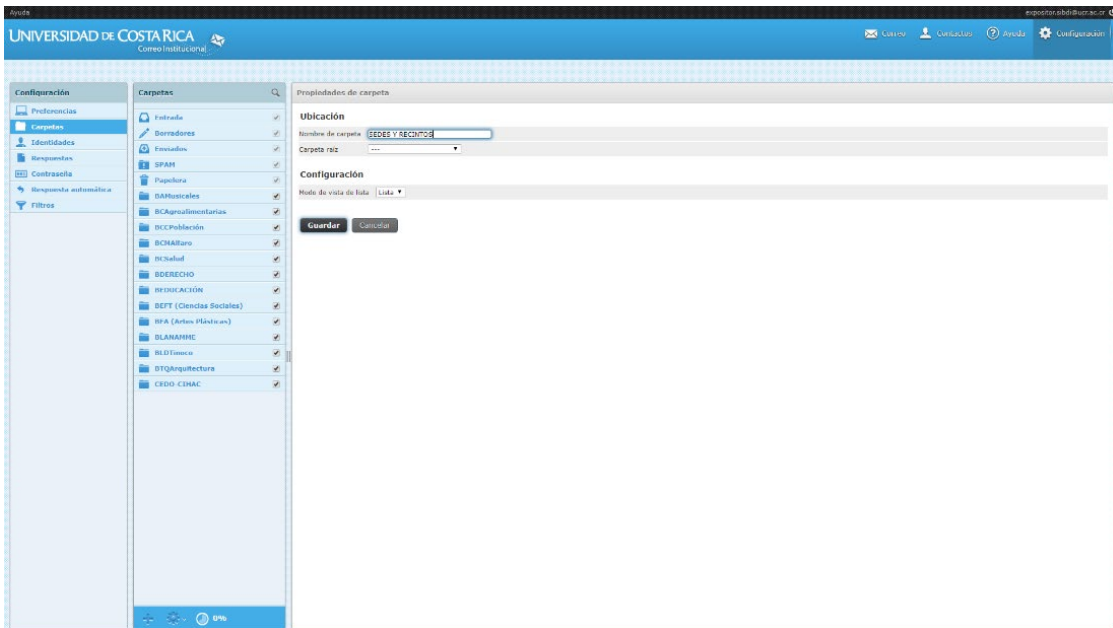 Ayuda
expositor.sibdi@ucr.ac.cr
UNIVERSIDAD DE COSTA RICA
Correo Institucional
Correo
Contactos
Ayuda
Configuración
Configuración
Preferencias
Carpetas
Identidades
Respuestas
Contraseña
Respuesta automática
Filtros
Carpetas
Entrada
Borradores
Enviados
SPAM
Papelera
BAMusicales
BCAgroalimentarias
BCCPoblación
BCMAlfaro
BCSalud
BDERECHO
BEDUCACIÓN
BEFT (Ciencias Sociales)
BFA (Artes Plásticas)
BLANAMME
BLDTinoco
BTQArquitectura
CEDO-CIHAC
0%
Propiedades de carpeta
Ubicación
Nombre de carpeta SEDES Y RECINTOS
Carpeta raíz ---
Configuración
Modo de vista de lista Lista
Guardar Cancelar